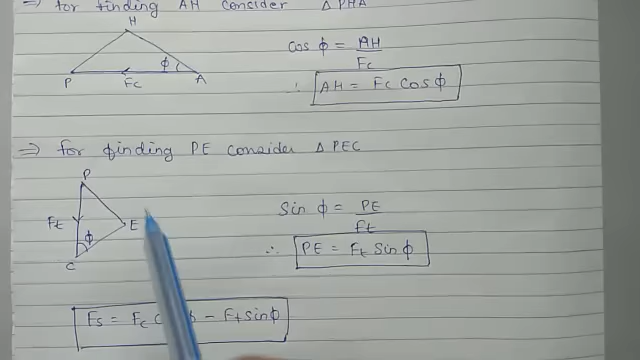 ⇒ for finding AH consider △PHA
H
P
Fc
ϕ
A
Cos ϕ = AH / Fc
∴ AH = Fc Cos ϕ
⇒ for finding PE consider △PEC
P
Ft
E
ϕ
C
Sin ϕ = PE / Ft
∴ PE = Ft Sin ϕ
Fs = Fc − Ft sin ϕ